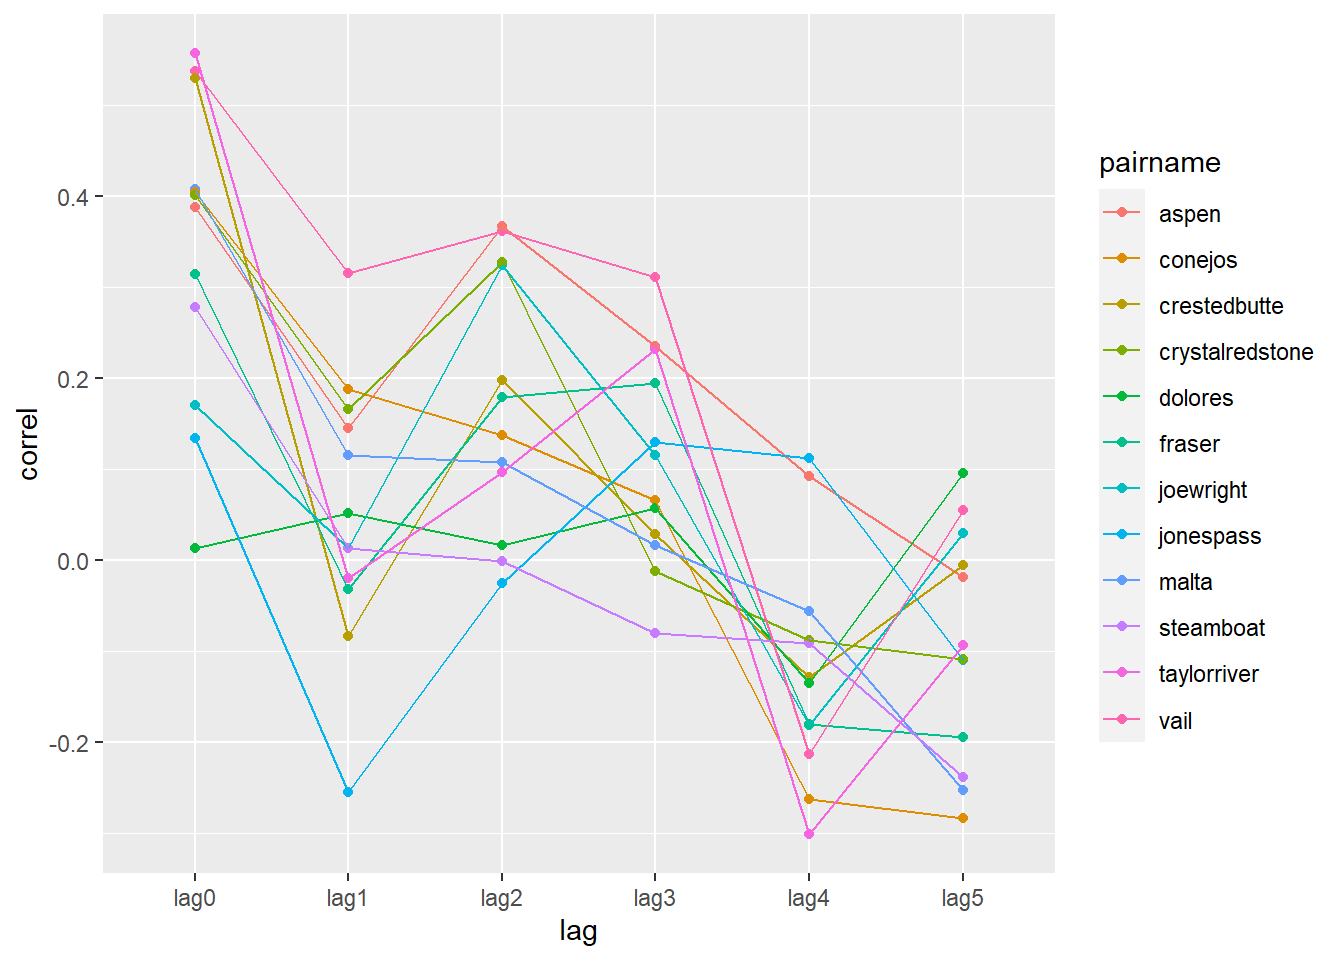 correl
0.4
0.2
0.0
-0.2
lag0
lag1
lag2
lag3
lag4
lag5
lag
pairname
aspen
conejos
crestedbutte
crystalredstone
dolores
fraser
joewright
jonespass
malta
steamboat
taylorriver
vail